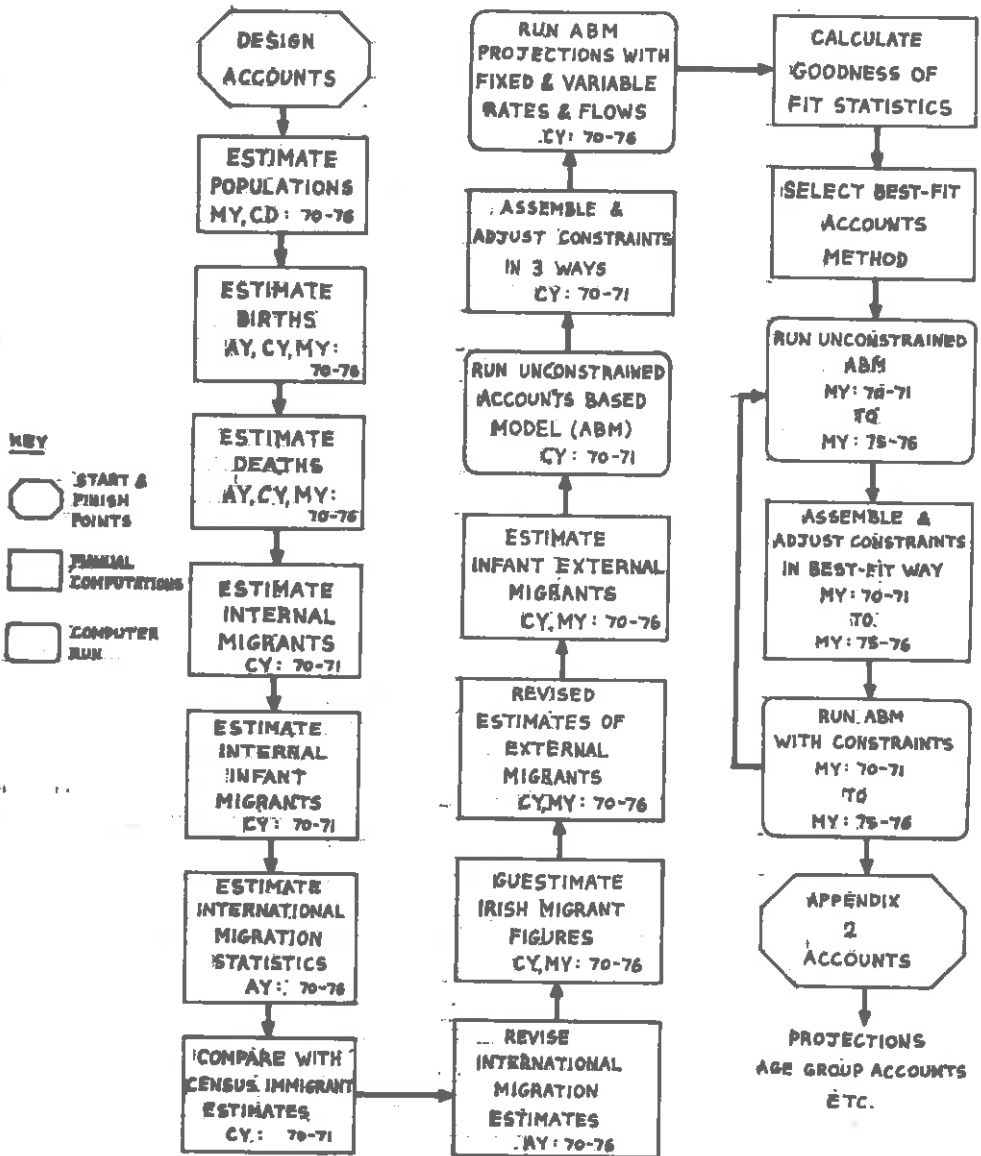 DESIGN
ACCOUNTS
ESTIMATE
POPULATIONS
MY, CD: 70-76
ESTIMATE
BIRTHS
AY, CY, MY:
70-76
ESTIMATE
DEATHS
AY, CY, MY:
70-76
ESTIMATE
INTERNAL
MIGRANTS
CY: 70-71
ESTIMATE
INTERNAL
INFANT
MIGRANTS
CY: 70-71
ESTIMATE
INTERNATIONAL
MIGRATION
STATISTICS
AY: 70-76
COMPARE WITH
CENSUS IMMIGRANT
ESTIMATES
CY: 70-71
KEY
START &
FINISH
POINTS
MANUAL
COMPUTATIONS
COMPUTER
RUN
RUN ABM
PROJECTIONS WITH
FIXED & VARIABLE
RATES & FLOWS
CY: 70-76
ASSEMBLE &
ADJUST CONSTRAINTS
IN 3 WAYS
CY: 70-71
RUN UNCONSTRAINED
ACCOUNTS BASED
MODEL (ABM)
CY: 70-71
ESTIMATE
INFANT EXTERNAL
MIGRANTS
CY, MY: 70-76
REVISED
ESTIMATES OF
EXTERNAL
MIGRANTS
CY, MY: 70-76
GUESTIMATE
IRISH MIGRANT
FIGURES
CY, MY: 70-76
REVISE
INTERNATIONAL
MIGRATION
ESTIMATES
AY: 70-76
CALCULATE
GOODNESS OF
FIT STATISTICS
SELECT BEST-FIT
ACCOUNTS
METHOD
RUN UNCONSTRAINED
ABM
MY: 70-71
TO
MY: 75-76
ASSEMBLE &
ADJUST CONSTRAINTS
IN BEST-FIT WAY
MY: 70-71
TO
MY: 75-76
RUN ABM
WITH CONSTRAINTS
MY: 70-71
TO
MY: 75-76
APPENDIX
2
ACCOUNTS
PROJECTIONS
AGE GROUP ACCOUNTS
ETC.